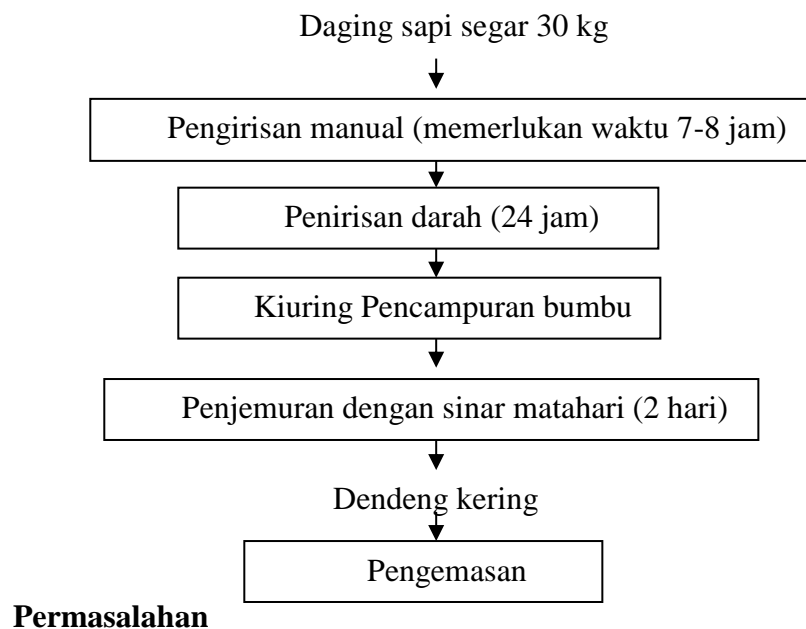 Daging sapi segar 30 kg
Pengirisan manual (memerlukan waktu 7-8 jam)
Penirisan darah (24 jam)
Kiuring Pencampuran bumbu
Penjemuran dengan sinar matahari (2 hari)
Dendeng kering
Pengemasan
Permasalahan